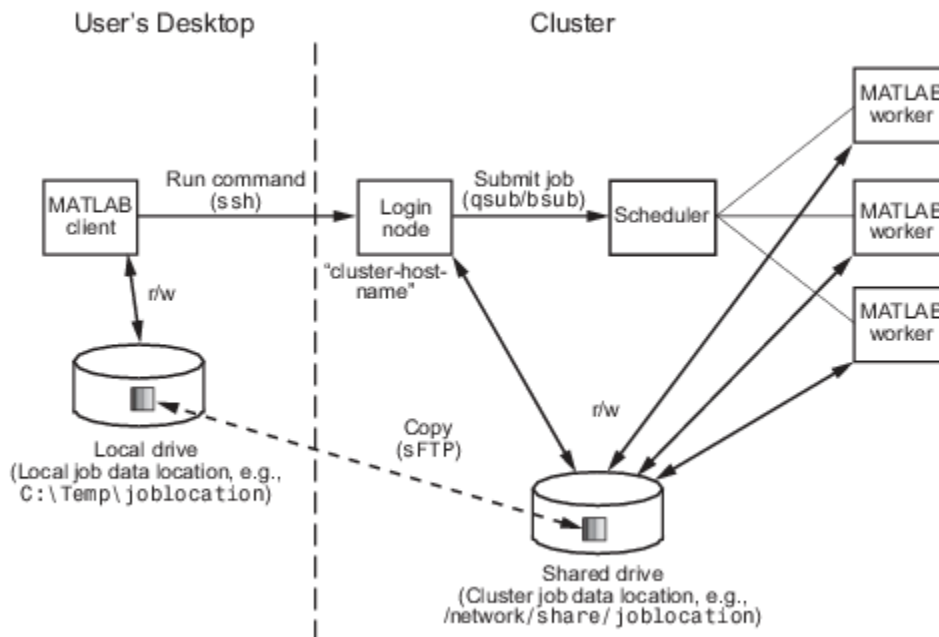 User's Desktop
Cluster
MATLAB
worker
Run command
(ssh)
Submit job
(qsub/bsub)
MATLAB
client
Login
node
Scheduler
MATLAB
worker
"cluster-host-
name"
r/w
MATLAB
worker
r/w
Copy
(sFTP)
Local drive
(Local job data location, e.g.,
C:\Temp\joblocation)
Shared drive
(Cluster job data location, e.g.,
/network/share/joblocation)